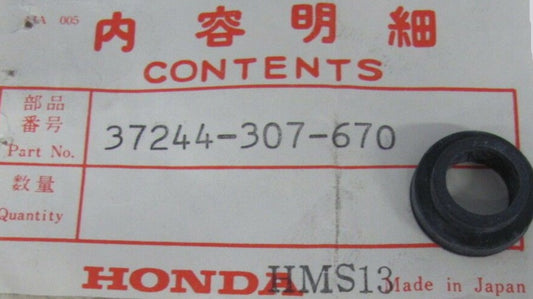 005
内容明細
CONTENTS
部品
番号
Part No.
37244-307-670
数量
Quantity
HONDA HMS13 Made in Japan